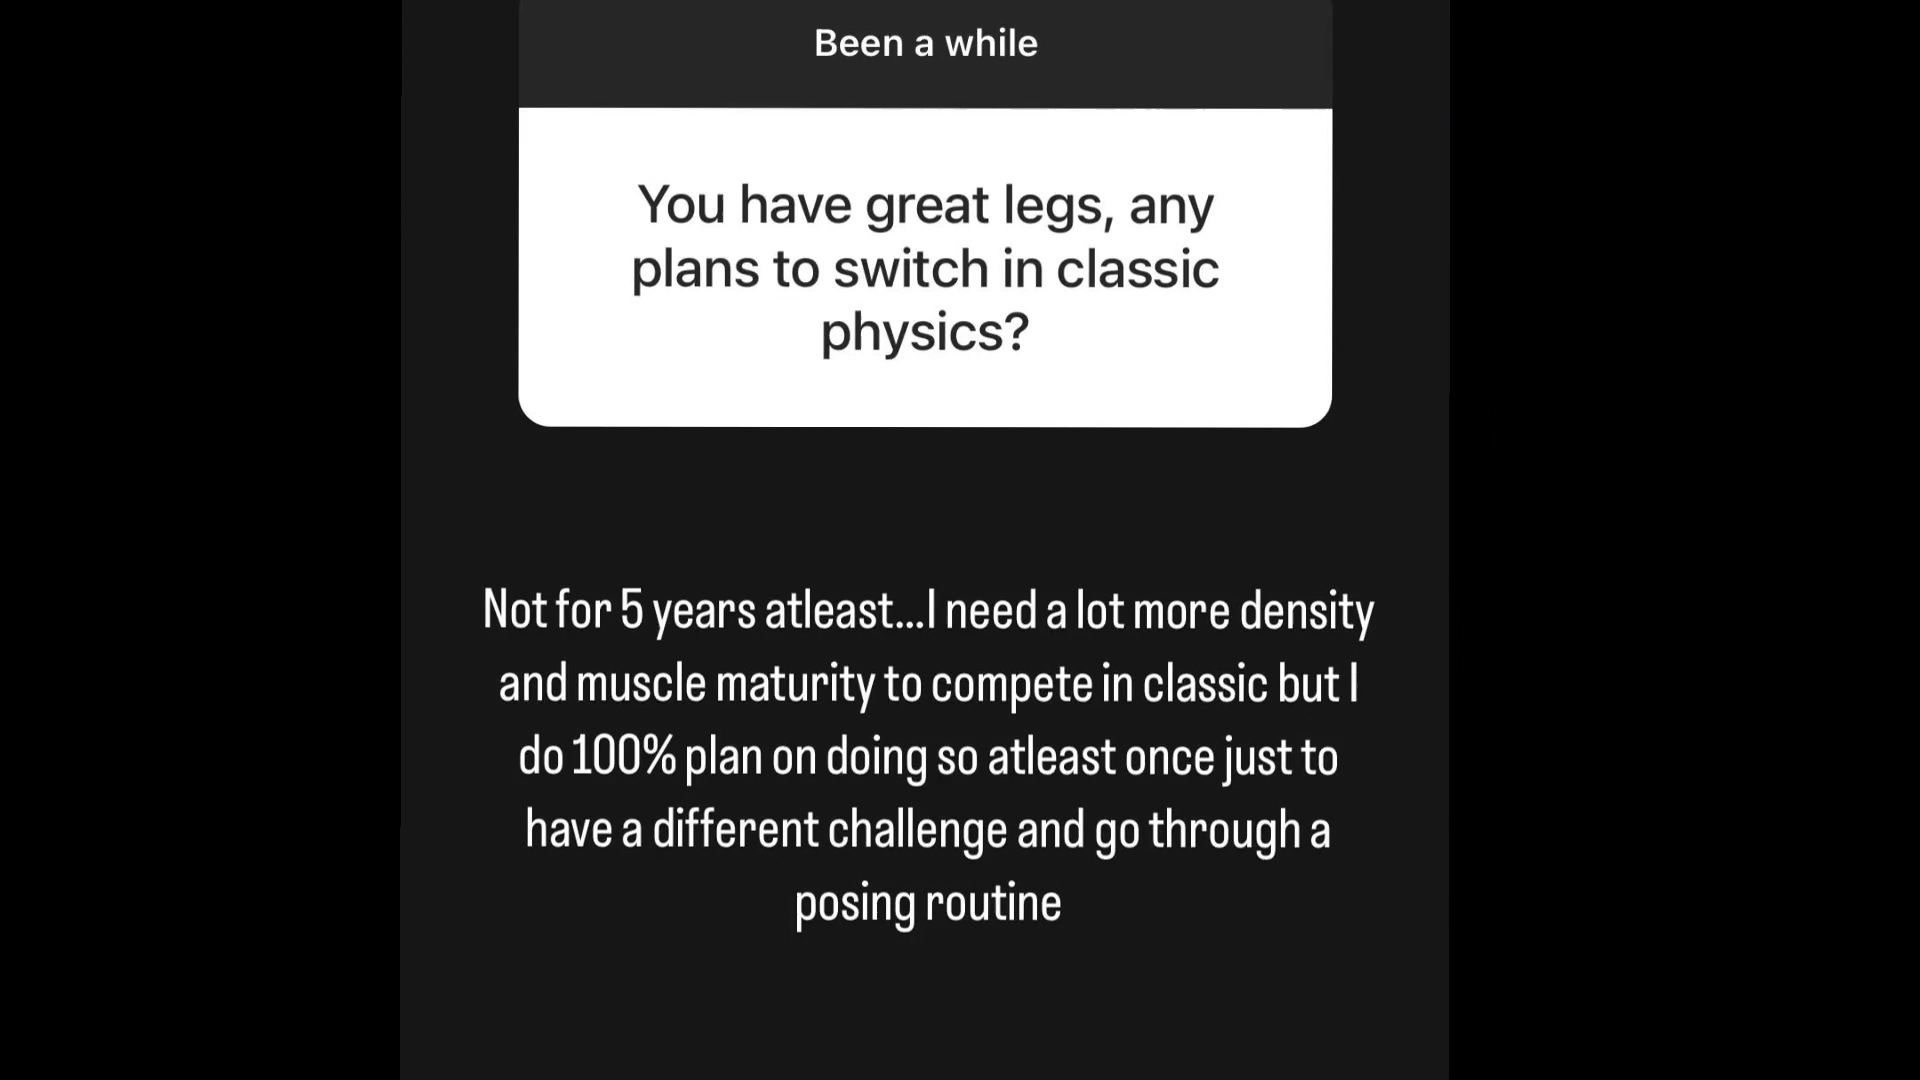 Been a while
You have great legs, any
plans to switch in classic
physics?
Not for 5 years atleast...I need a lot more density
and muscle maturity to compete in classic but I
do 100% plan on doing so atleast once just to
have a different challenge and go through a
posing routine